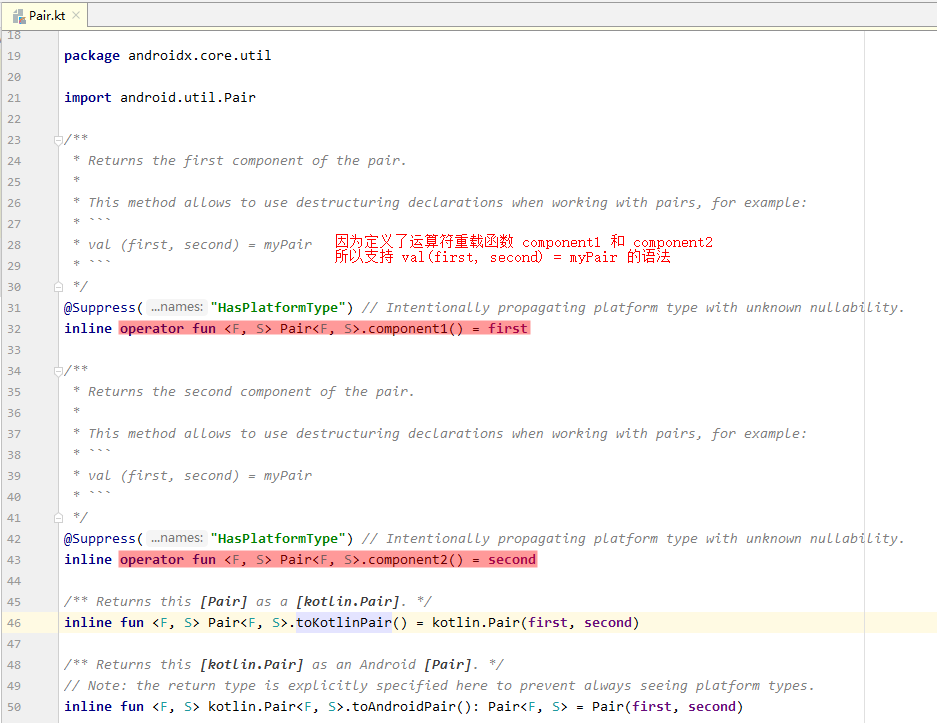 Pair.kt
18
19 package androidx.core.util
20
21 import android.util.Pair
22
23 /**
24  * Returns the first component of the pair.
25  *
26  * This method allows to use destructuring declarations when working with pairs, for example:
27  * ```
28  * val (first, second) = myPair
因为定义了运算符重载函数 component1 和 component2
29  * ```
所以支持 val(first, second) = myPair 的语法
30  */
31 @Suppress( ...names: "HasPlatformType") // Intentionally propagating platform type with unknown nullability.
32 inline operator fun <F, S> Pair<F, S>.component1() = first
33
34 /**
35  * Returns the second component of the pair.
36  *
37  * This method allows to use destructuring declarations when working with pairs, for example:
38  * ```
39  * val (first, second) = myPair
40  * ```
41  */
42 @Suppress( ...names: "HasPlatformType") // Intentionally propagating platform type with unknown nullability.
43 inline operator fun <F, S> Pair<F, S>.component2() = second
44
45 /** Returns this [Pair] as a [kotlin.Pair]. */
46 inline fun <F, S> Pair<F, S>.toKotlinPair() = kotlin.Pair(first, second)
47
48 /** Returns this [kotlin.Pair] as an Android [Pair]. */
49 // Note: the return type is explicitly specified here to prevent always seeing platform types.
50 inline fun <F, S> kotlin.Pair<F, S>.toAndroidPair(): Pair<F, S> = Pair(first, second)